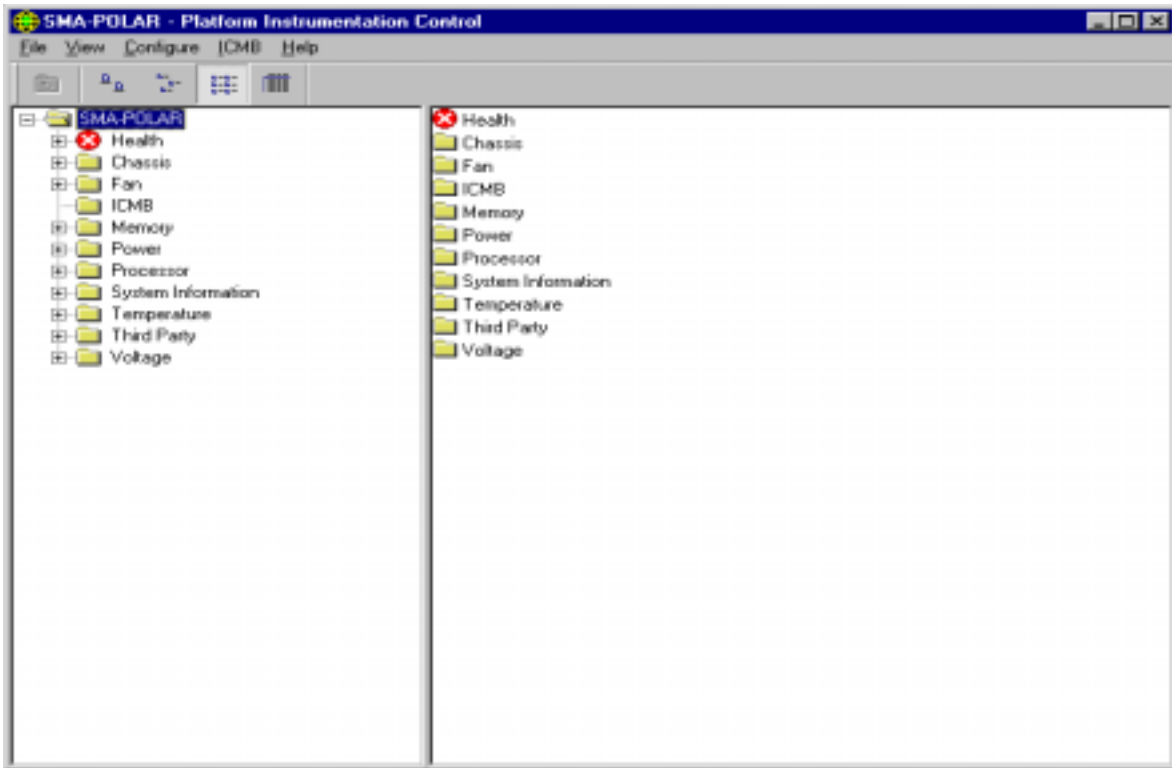 SMA-POLAR - Platform Instrumentation Control
File View Configure ICMB Help
SMA-POLAR
Health
Chassis
Fan
ICMB
Memory
Power
Processor
System Information
Temperature
Third Party
Voltage
Health
Chassis
Fan
ICMB
Memory
Power
Processor
System Information
Temperature
Third Party
Voltage